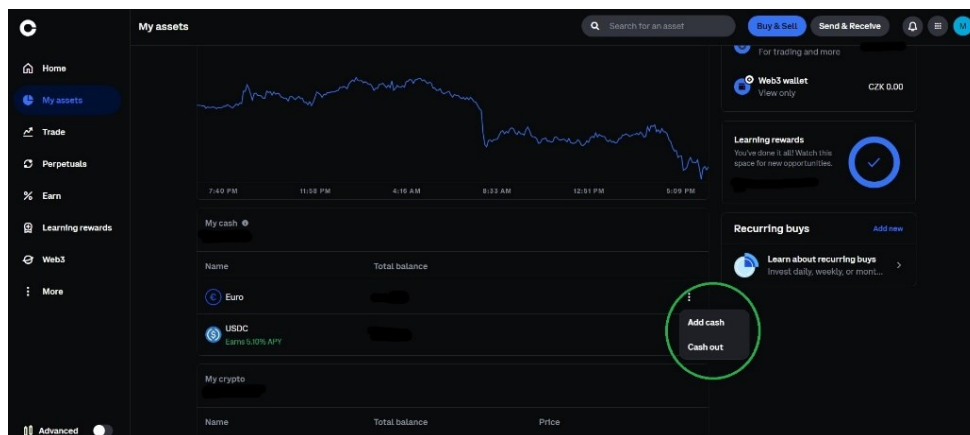 My assets
Search for an asset
Buy & Sell
Send & Receive
M
Home
My assets
Trade
Perpetuals
Earn
Learning rewards
Web3
More
Advanced
7:40 PM 11:58 PM 4:16 AM 8:33 AM 12:51 PM 5:09 PM
My cash
Name Total balance
Euro
USDC
Earns 5.10% APY
Add cash
Cash out
My crypto
Name Total balance Price
For trading and more
Web3 wallet
View only
CZK 0.00
Learning rewards
You've done it all! Watch this
space for new opportunities.
Recurring buys
Add new
Learn about recurring buys
Invest daily, weekly, or mont...